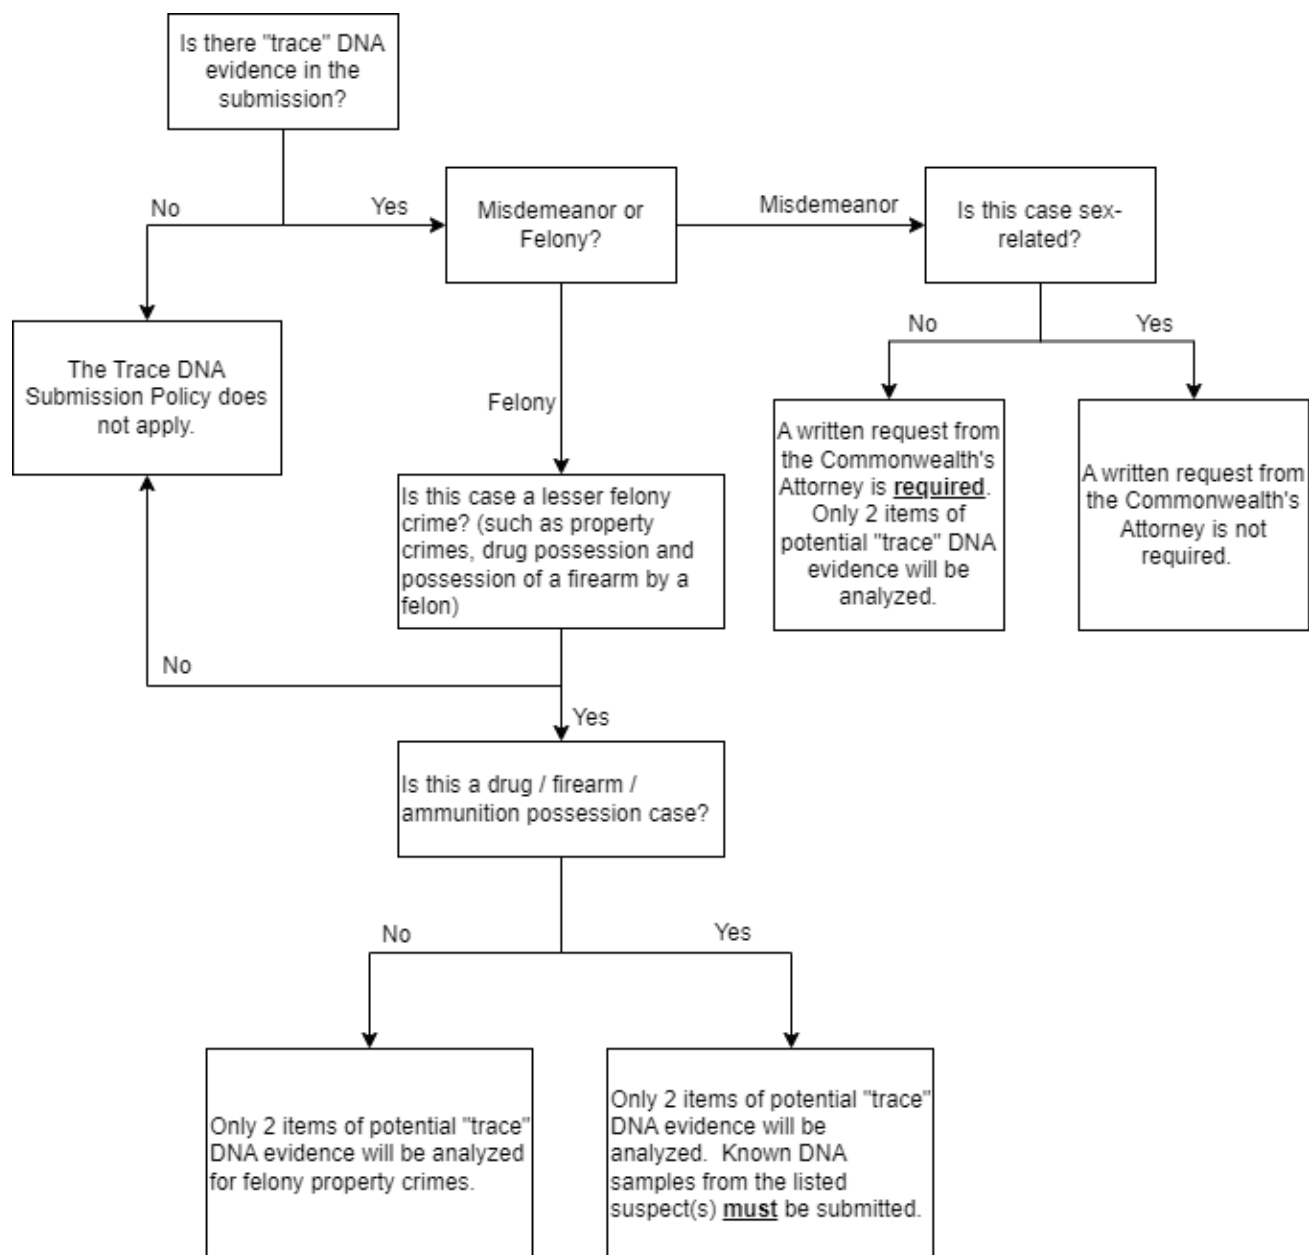 Is there "trace" DNA
evidence in the
submission?
No
Yes
Misdemeanor or
Felony?
Misdemeanor
Is this case sex-
related?
No
Yes
The Trace DNA
Submission Policy does
not apply.
Felony
A written request from
the Commonwealth's
Attorney is required.
Only 2 items of
potential "trace" DNA
evidence will be
analyzed.
A written request from
the Commonwealth's
Attorney is not
required.
Is this case a lesser felony
crime? (such as property
crimes, drug possession and
possession of a firearm by a
felon)
No
Yes
Is this a drug / firearm /
ammunition possession case?
No
Yes
Only 2 items of potential "trace"
DNA evidence will be analyzed
for felony property crimes.
Only 2 items of potential "trace"
DNA evidence will be
analyzed. Known DNA
samples from the listed
suspect(s) must be submitted.